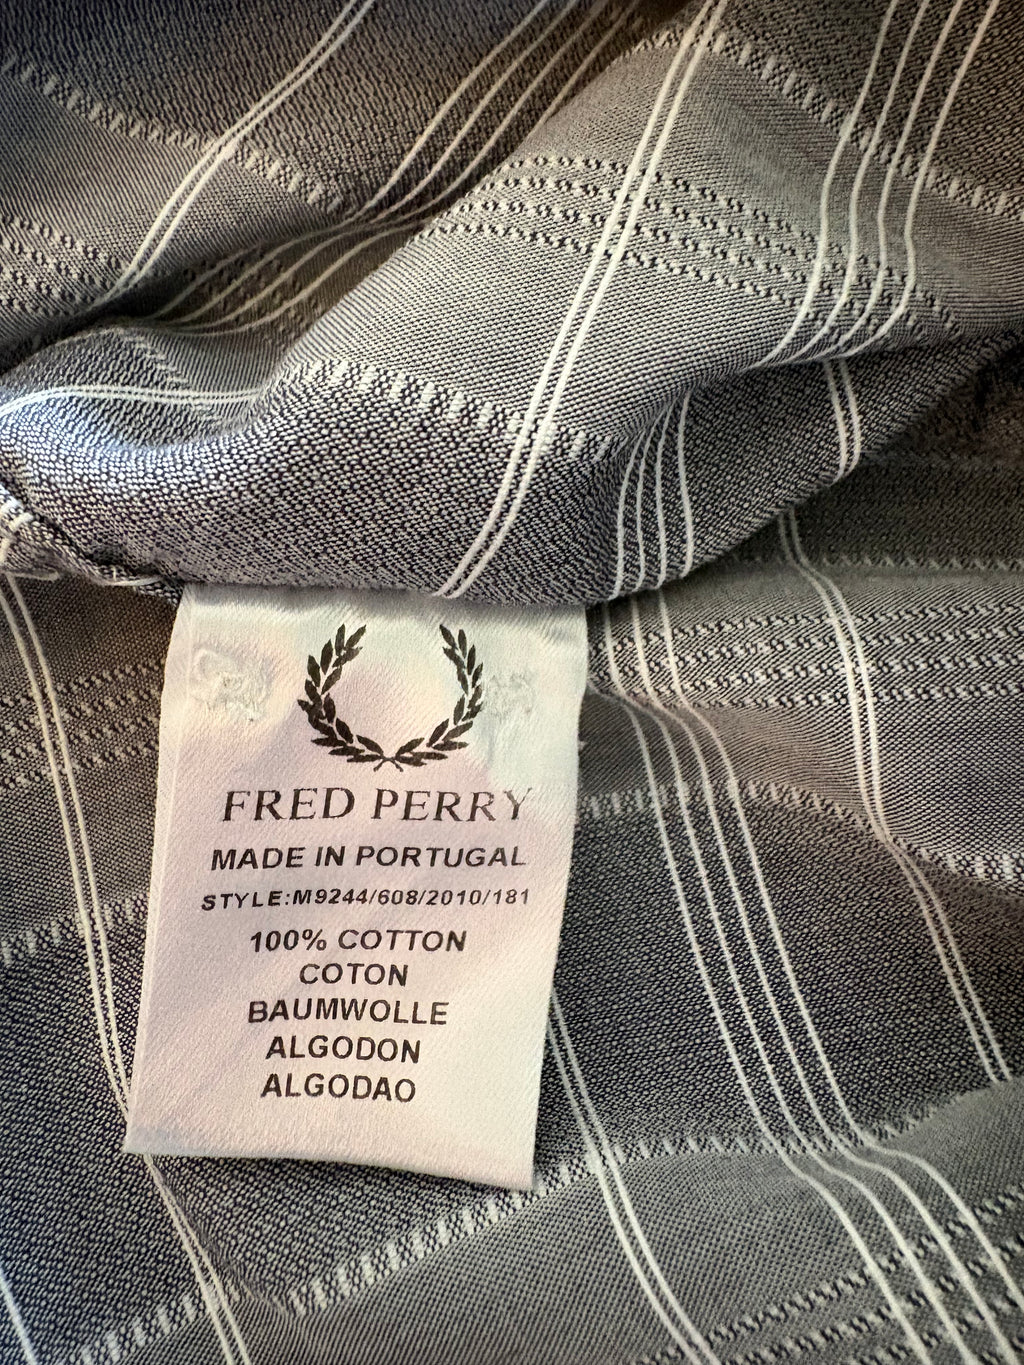 FRED PERRY
MADE IN PORTUGAL
STYLE:M9244/608/2010/181
100% COTTON
COTON
BAUMWOLLE
ALGODON
ALGODAO